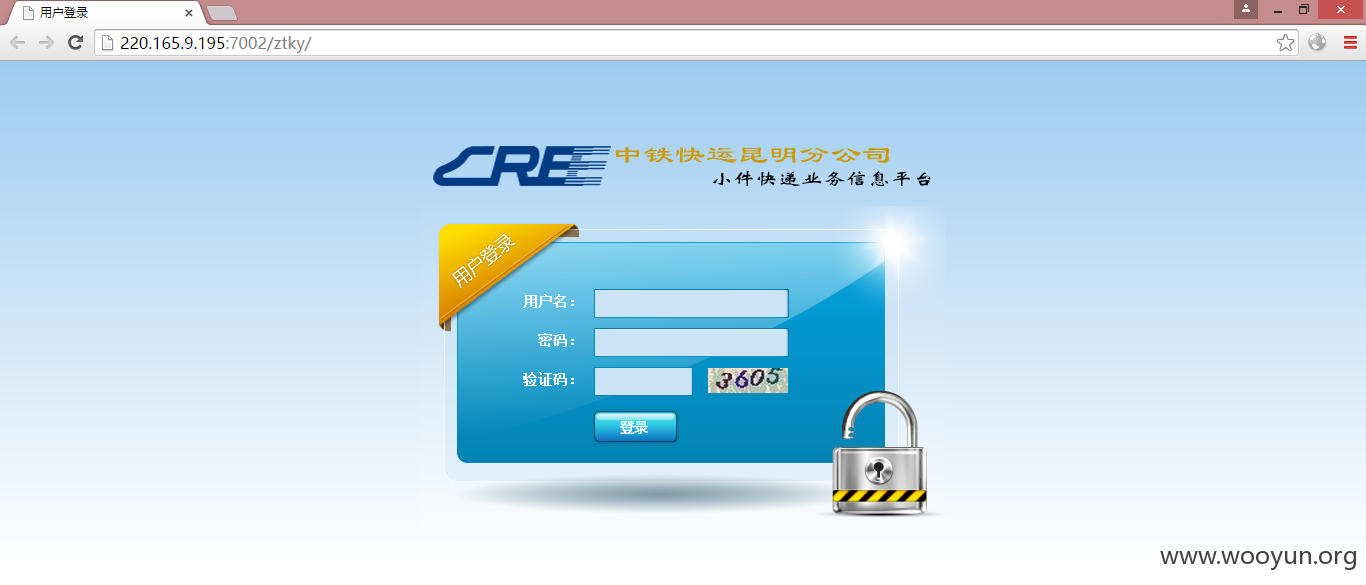 用户登录
220.165.9.195:7002/ztky/
CRE 中铁快运昆明分公司
小件快递业务信息平台
用户登录
用户名：
密码：
验证码：
3605
登录
www.wooyun.org